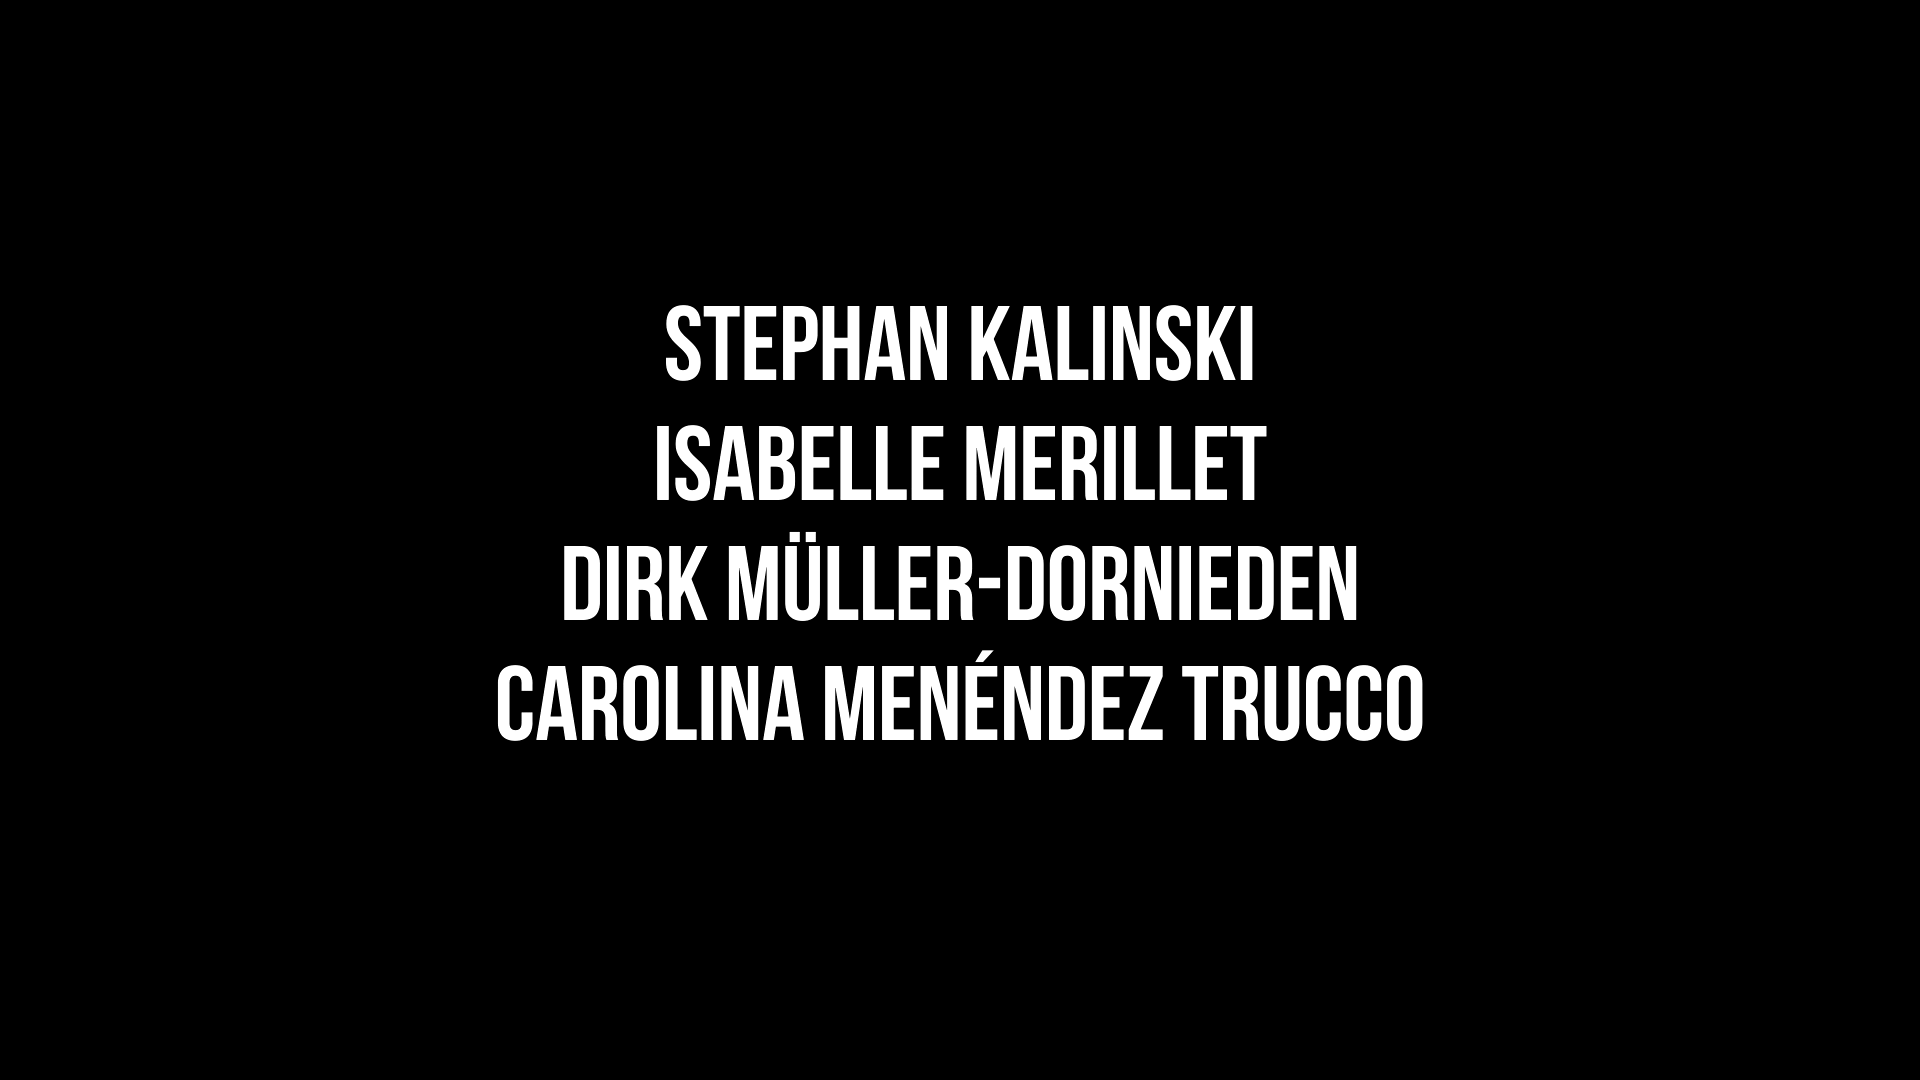 STEPHAN KALINSKI
ISABELLE MERILLET
DIRK MÜLLER-DORNIEDEN
CAROLINA MENÉNDEZ TRUCCO